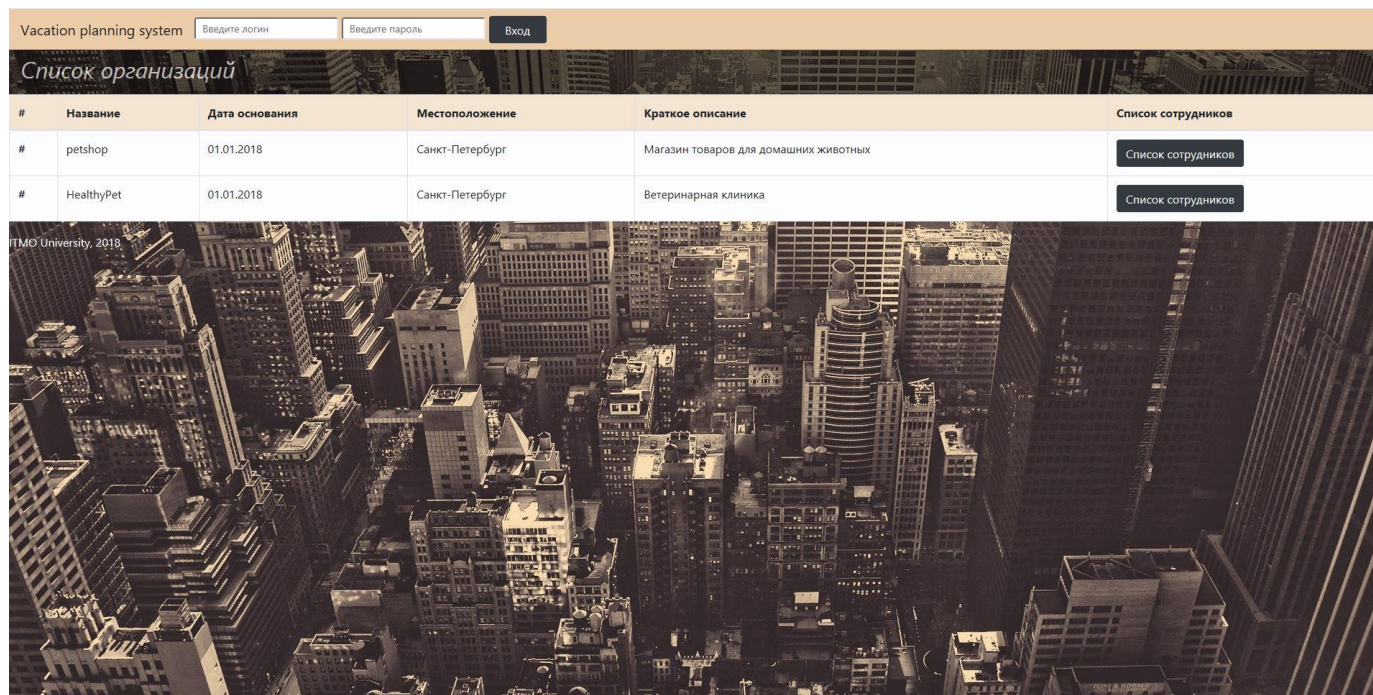 Vacation planning system Введите логин Введите пароль Вход
Список организаций
# Название Дата основания Местоположение Краткое описание Список сотрудников
# petshop 01.01.2018 Санкт-Петербург Магазин товаров для домашних животных Список сотрудников
# HealthyPet 01.01.2018 Санкт-Петербург Ветеринарная клиника Список сотрудников
ITMO University, 2018